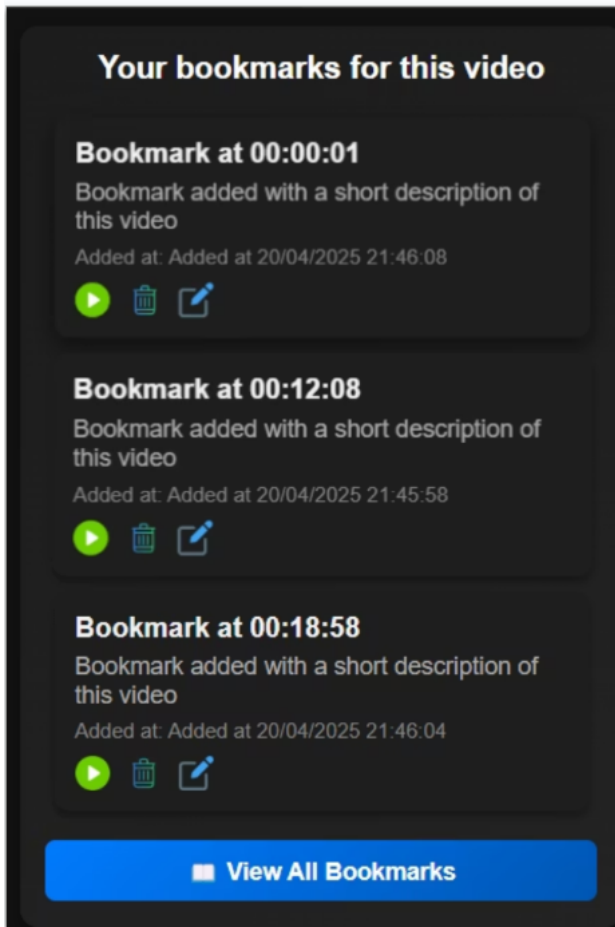 Your bookmarks for this video
Bookmark at 00:00:01
Bookmark added with a short description of
this video
Added at: Added at 20/04/2025 21:46:08
Bookmark at 00:12:08
Bookmark added with a short description of
this video
Added at: Added at 20/04/2025 21:45:58
Bookmark at 00:18:58
Bookmark added with a short description of
this video
Added at: Added at 20/04/2025 21:46:04
View All Bookmarks